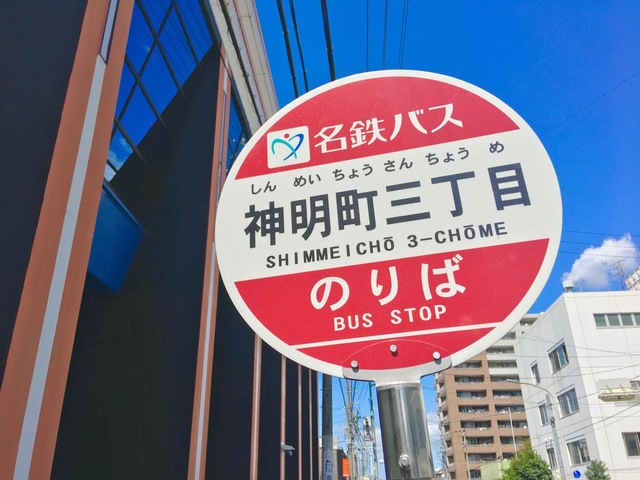 名鉄バス
しん めい ちょう さん ちょう め
神明町三丁目
SHIMMEICHŌ 3-CHŌME
のりば
BUS STOP